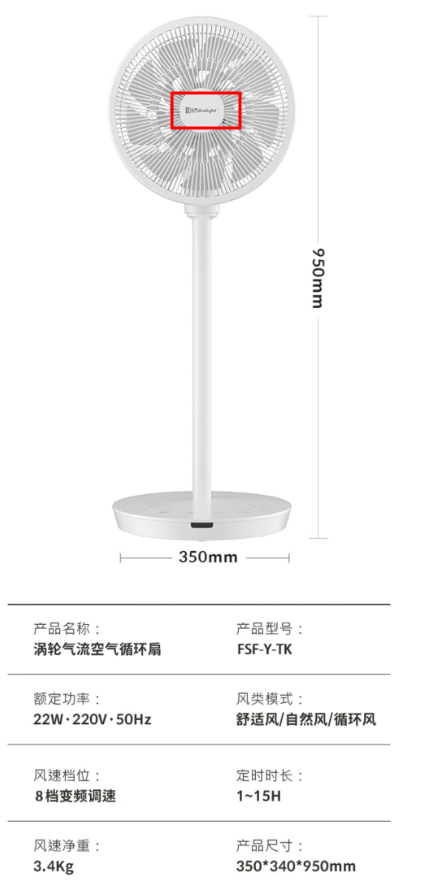 950mm
350mm
产品名称：
涡轮气流空气循环扇
产品型号：
FSF-Y-TK
额定功率：
22W·220V·50Hz
风类模式：
舒适风/自然风/循环风
风速档位：
8档变频调速
定时时长：
1~15H
风速净重：
3.4Kg
产品尺寸：
350*340*950mm